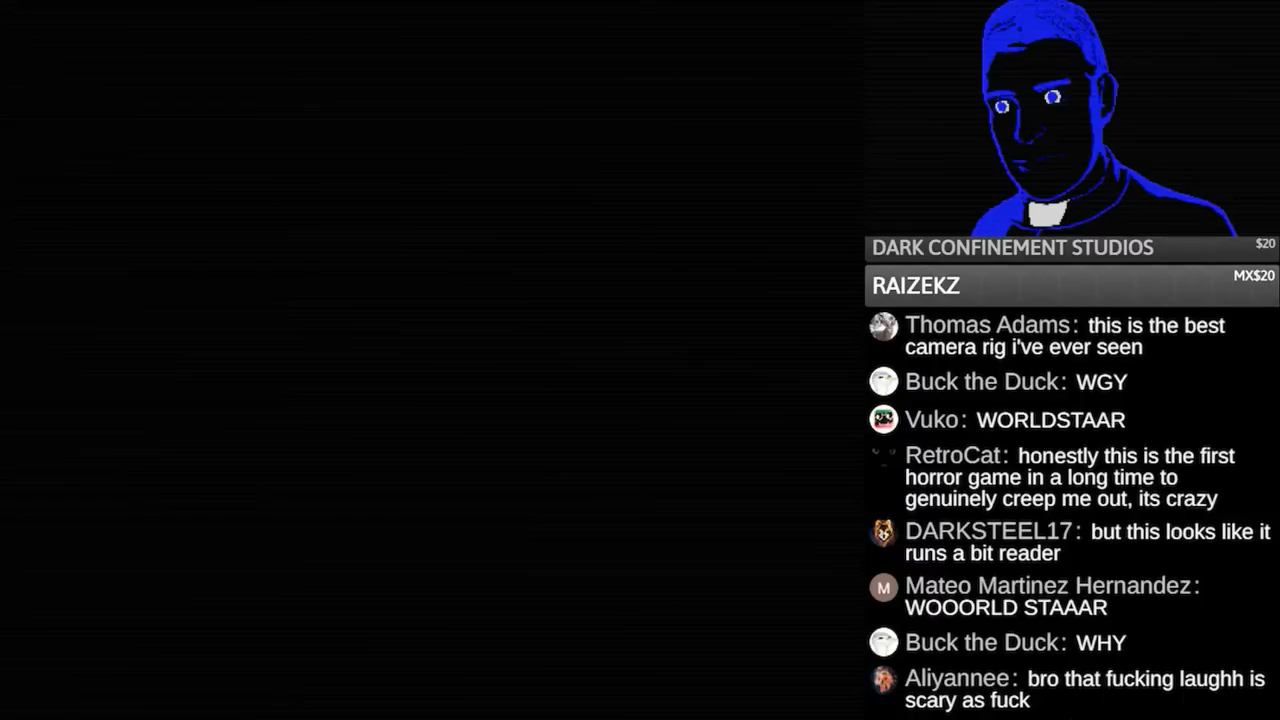 DARK CONFINEMENT STUDIOS $20
RAIZEKZ MX$20
Thomas Adams: this is the best
camera rig i've ever seen
Buck the Duck: WGY
Vuko: WORLDSTAAR
RetroCat: honestly this is the first
horror game in a long time to
genuinely creep me out, its crazy
DARKSTEEL17: but this looks like it
runs a bit reader
M Mateo Martinez Hernandez:
WOOORLD STAAAR
Buck the Duck: WHY
Aliyannee: bro that fucking laughh is
scary as fuck